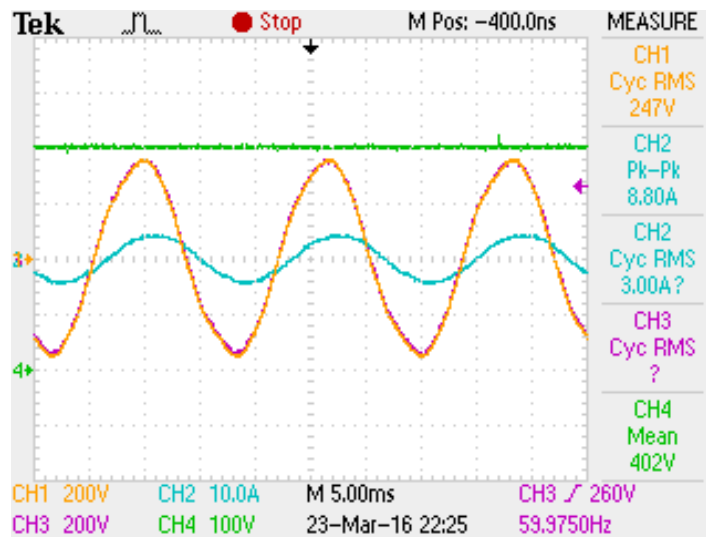 Tek Stop M Pos: -400.0ns MEASURE
CH1
Cyc RMS
247V
CH2
Pk-Pk
8.80A
CH2
Cyc RMS
3.00A?
CH3
Cyc RMS
?
CH4
Mean
402V
3
4
CH1 200V CH2 10.0A M 5.00ms CH3 / 260V
CH3 200V CH4 100V 23-Mar-16 22:25 59.9750Hz